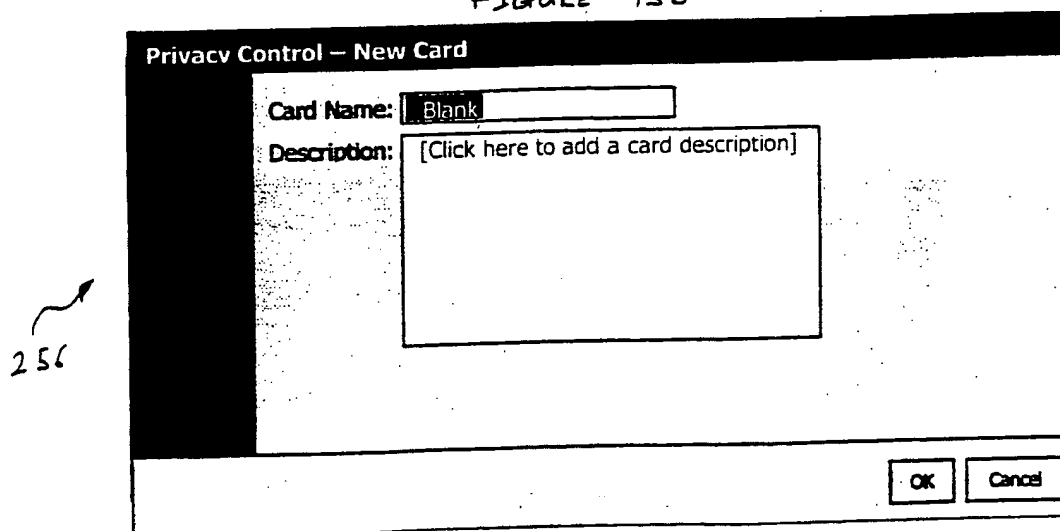 Privacy Control – New Card
Card Name: Blank
Description: [Click here to add a card description]
256
OK Cancel